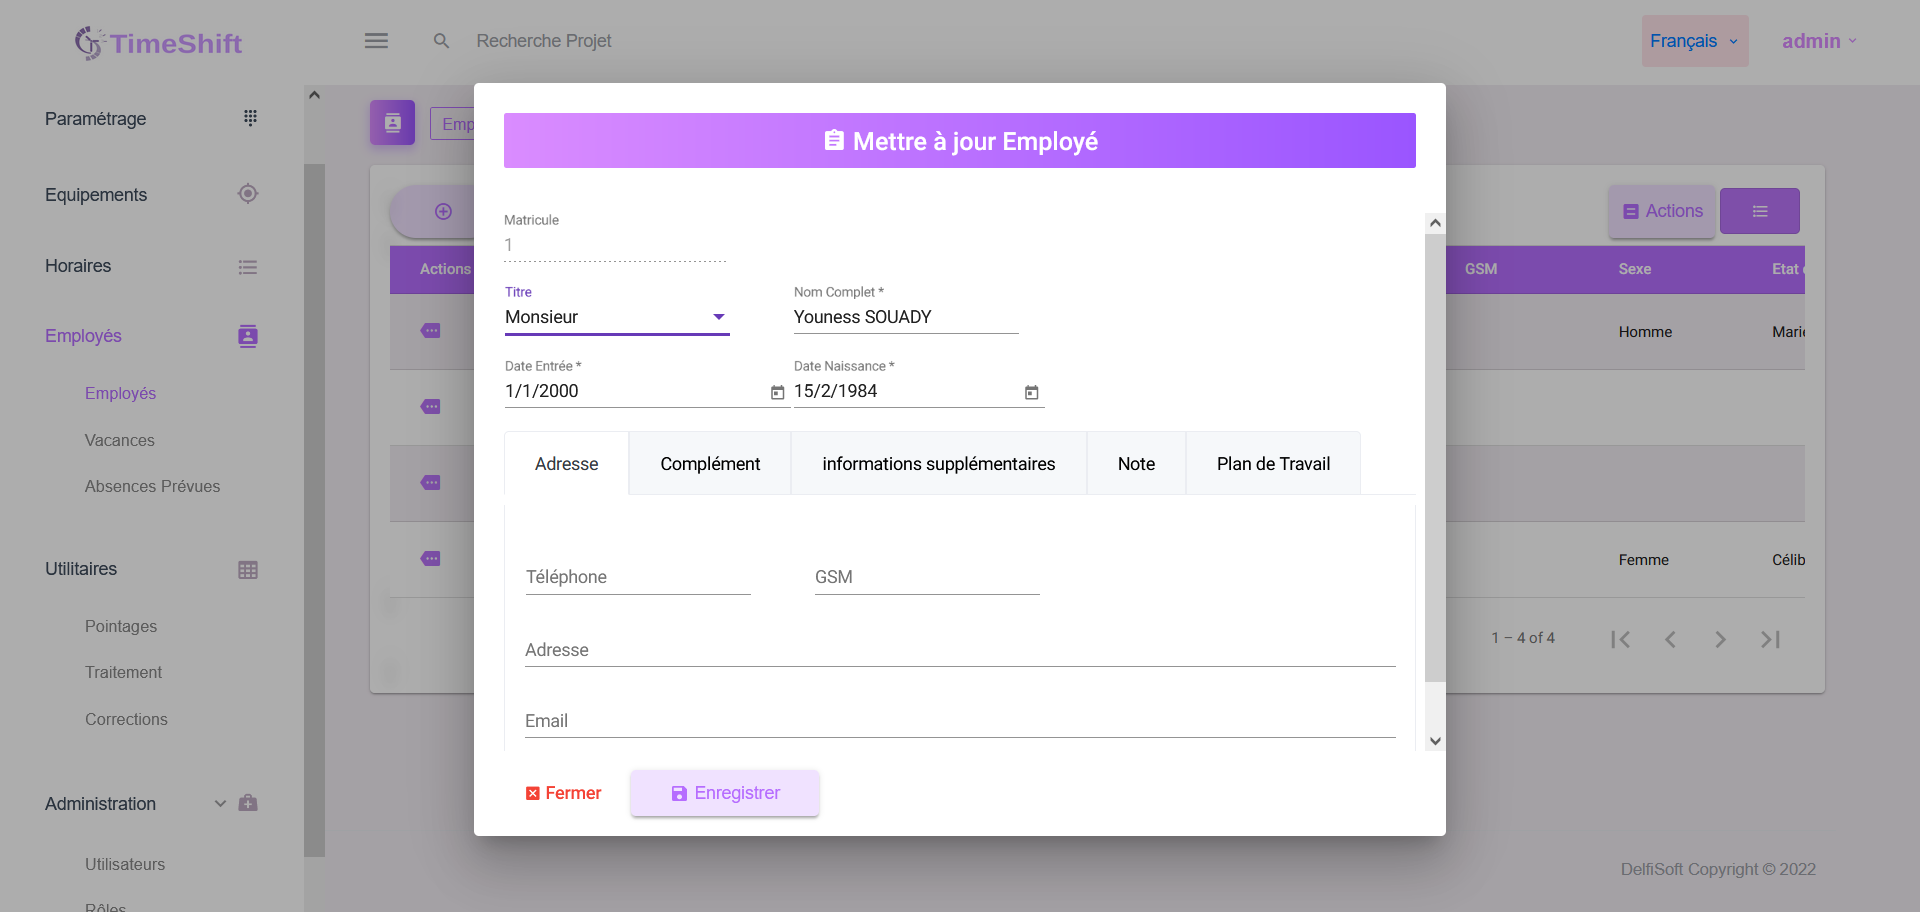 TimeShift
Recherche Projet
Français
admin
Paramétrage
Equipements
Horaires
Employés
Employés
Vacances
Absences Prévues
Utilitaires
Pointages
Traitement
Corrections
Administration
Utilisateurs
Rôles
Emp
Actions
Actions
GSM
Sexe
Etat
Homme
Marié
Femme
Célib
1 – 4 of 4
DelfiSoft Copyright © 2022
Mettre à jour Employé
Matricule
1
Titre
Monsieur
Nom Complet *
Youness SOUADY
Date Entrée *
1/1/2000
Date Naissance *
15/2/1984
Adresse
Complément
informations supplémentaires
Note
Plan de Travail
Téléphone
GSM
Adresse
Email
Fermer
Enregistrer